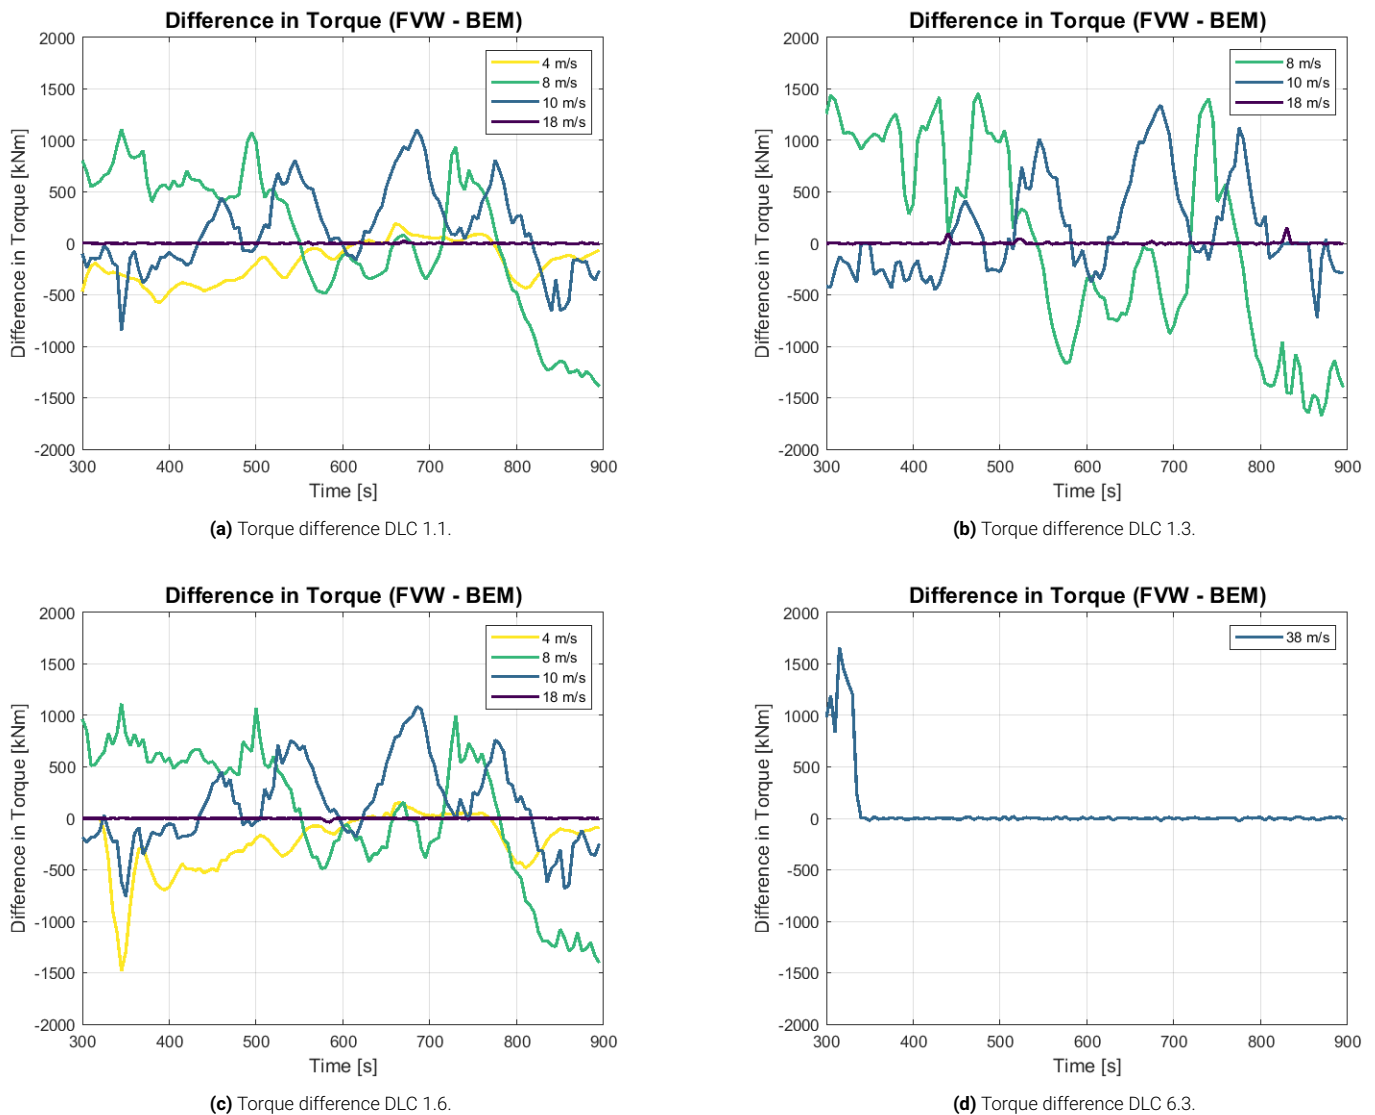 Difference in Torque (FVW - BEM)
2000
1500
1000
500
0
-500
-1000
-1500
-2000
300 400 500 600 700 800 900
Difference in Torque [kNm]
Time [s]
4 m/s
8 m/s
10 m/s
18 m/s
(a) Torque difference DLC 1.1.
Difference in Torque (FVW - BEM)
2000
1500
1000
500
0
-500
-1000
-1500
-2000
300 400 500 600 700 800 900
Difference in Torque [kNm]
Time [s]
8 m/s
10 m/s
18 m/s
(b) Torque difference DLC 1.3.
Difference in Torque (FVW - BEM)
2000
1500
1000
500
0
-500
-1000
-1500
-2000
300 400 500 600 700 800 900
Difference in Torque [kNm]
Time [s]
4 m/s
8 m/s
10 m/s
18 m/s
(c) Torque difference DLC 1.6.
Difference in Torque (FVW - BEM)
2000
1500
1000
500
0
-500
-1000
-1500
-2000
300 400 500 600 700 800 900
Difference in Torque [kNm]
Time [s]
38 m/s
(d) Torque difference DLC 6.3.